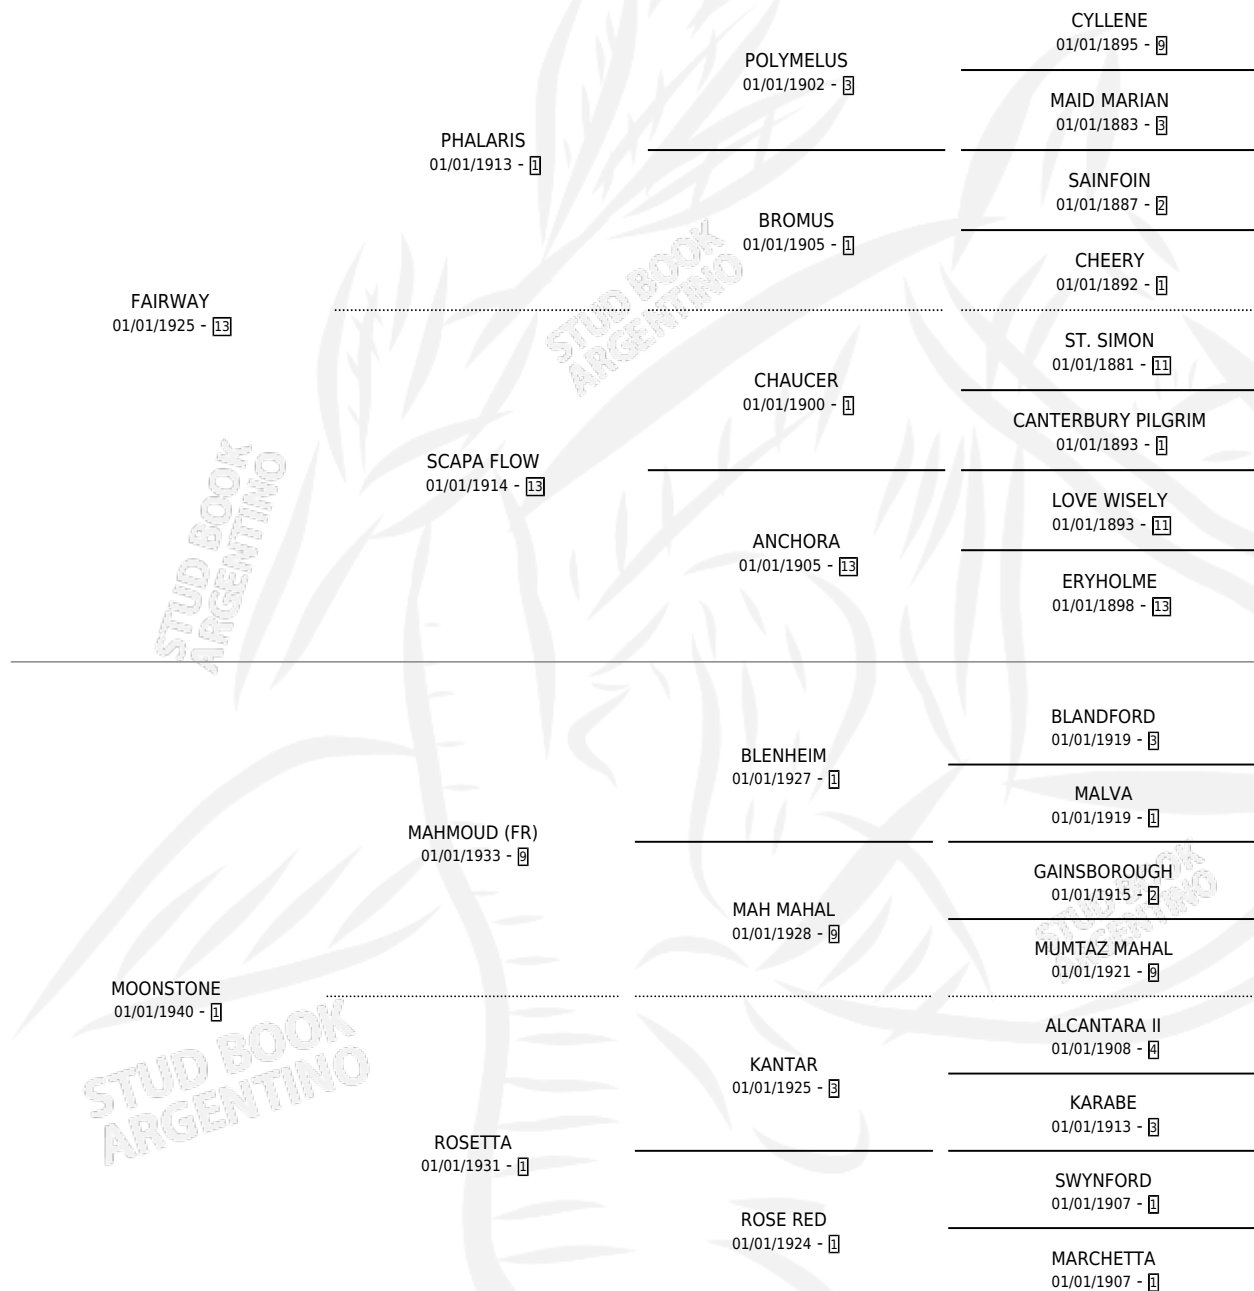 CYLLENE
01/01/1895 - 9
POLYMELUS
01/01/1902 - 3
MAID MARIAN
01/01/1883 - 3
PHALARIS
01/01/1913 - 1
SAINFOIN
01/01/1887 - 2
BROMUS
01/01/1905 - 1
CHEERY
01/01/1892 - 1
FAIRWAY
01/01/1925 - 13
ST. SIMON
01/01/1881 - 11
CHAUCER
01/01/1900 - 1
CANTERBURY PILGRIM
01/01/1893 - 1
SCAPA FLOW
01/01/1914 - 13
LOVE WISELY
01/01/1893 - 11
ANCHORA
01/01/1905 - 13
ERYHOLME
01/01/1898 - 13
BLANDFORD
01/01/1919 - 3
BLENHEIM
01/01/1927 - 1
MALVA
01/01/1919 - 1
MAHMOUD (FR)
01/01/1933 - 9
GAINSBOROUGH
01/01/1915 - 2
MAH MAHAL
01/01/1928 - 9
MUMTAZ MAHAL
01/01/1921 - 9
MOONSTONE
01/01/1940 - 1
ALCANTARA II
01/01/1908 - 4
KANTAR
01/01/1925 - 3
KARABE
01/01/1913 - 3
ROSETTA
01/01/1931 - 1
SWYNFORD
01/01/1907 - 1
ROSE RED
01/01/1924 - 1
MARCHETTA
01/01/1907 - 1
STUD BOOK
ARGENTINO
STUD BOOK
ARGENTINO
STUD BOOK
ARGENTINO
STUD BOOK
ARGENTINO